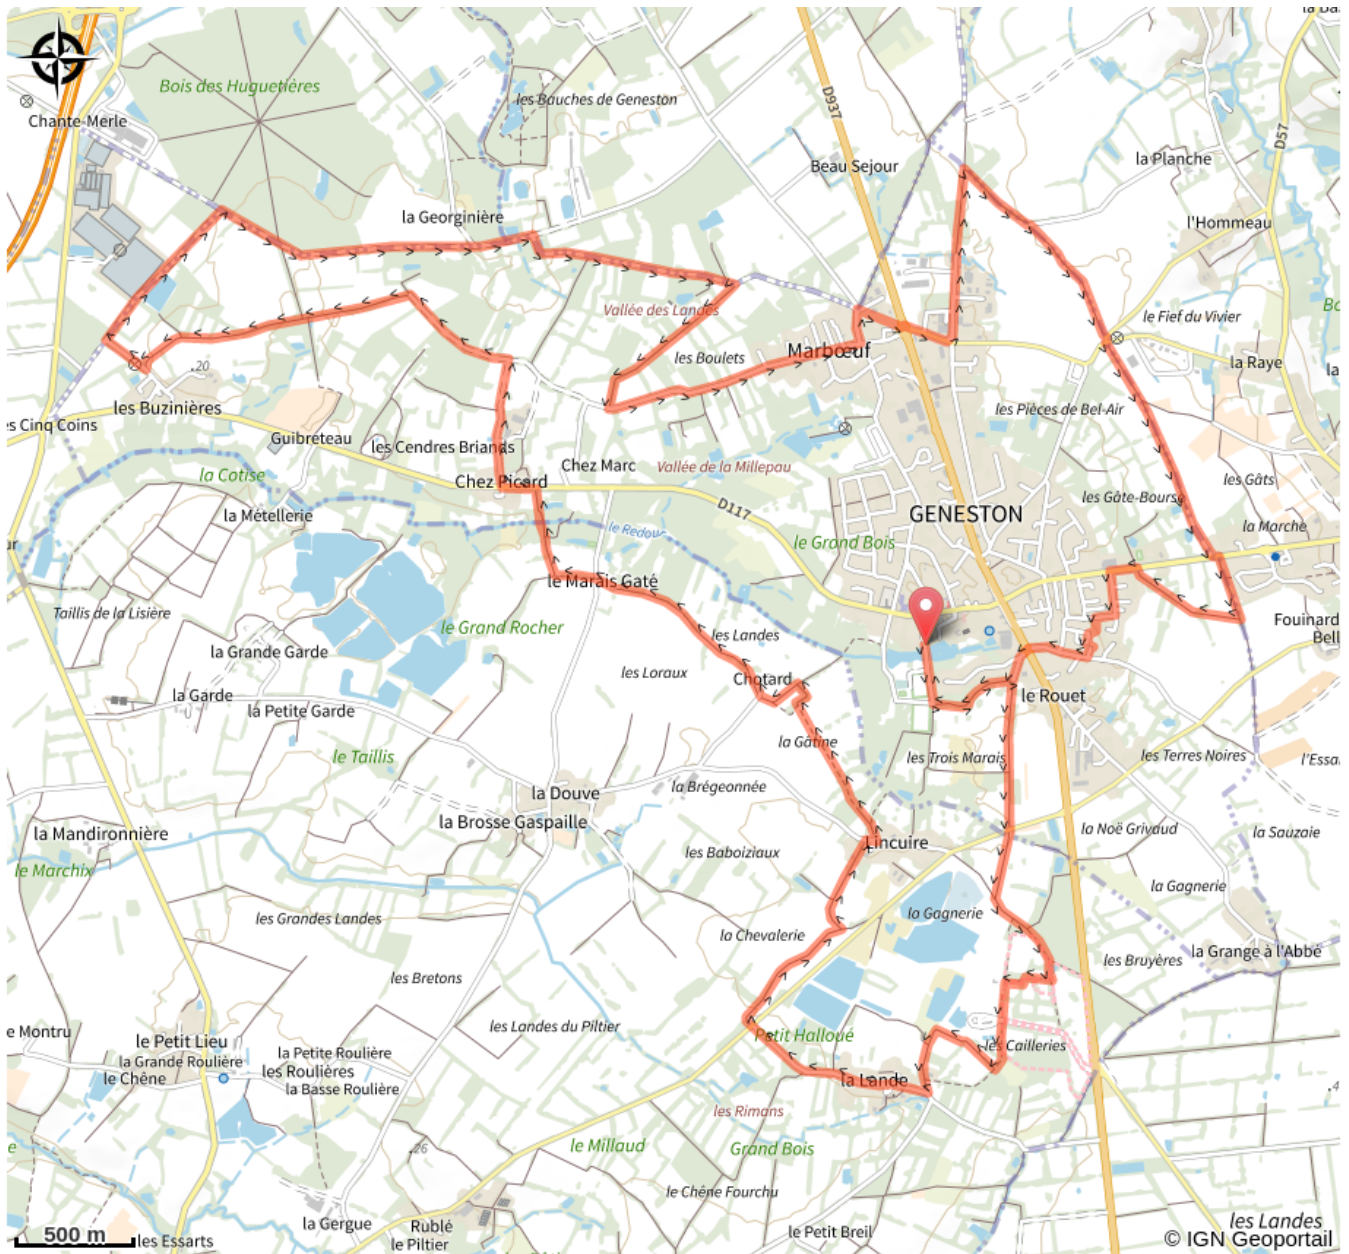 Bois des Huguetières
les Bauches de Geneston
D937
Chante-Merle
Beau Sejour
la Planche
D57
la Georginière
l'Hommeau
Vallée des Landes
le Fief du Vivier
les Boulets
Marbœuf
la Raye
20
les Buzinières
les Pièces de Bel-Air
es Cinq Coins
Guibreteau
les Cendres Briands
Chez Marc
Vallée de la Millepau
la Cotise
Chez Picard
les Gâts
les Gâte-Bourse
D117
GENESTON
la Métellerie
le Redour
la Marche
le Grand Bois
le Marais Gaté
Taillis de la Lisière
le Grand Rocher
les Landes
Fouinard
Bell
la Grande Garde
les Loraux
Chotard
la Garde
la Petite Garde
le Rouet
la Gâtine
le Taillis
les Trois Marais
les Terres Noires
l'Essa
la Brégeonnée
la Douve
la Brosse Gaspaille
la Mandironnière
la Noë Grivaud
la Sauzaie
Lincuire
les Baboiziaux
le Marchix
la Gagnerie
les Grandes Landes
la Gagnerie
la Chevalerie
la Grange à l'Abbé
les Bruyères
les Bretons
les Landes du Piltier
e Montru
le Petit Lieu
Petit Halloué
les Cailleries
la Petite Roulière
la Grande Roulière
les Roulières
le Chêne
la Lande
la Basse Roulière
4
les Rimans
le Millaud
Grand Bois
26
le Chêne Fourchu
la Gergue
Rublé
le Petit Breil
les Landes
500 m
les Essarts
le Piltier
© IGN Geoportail